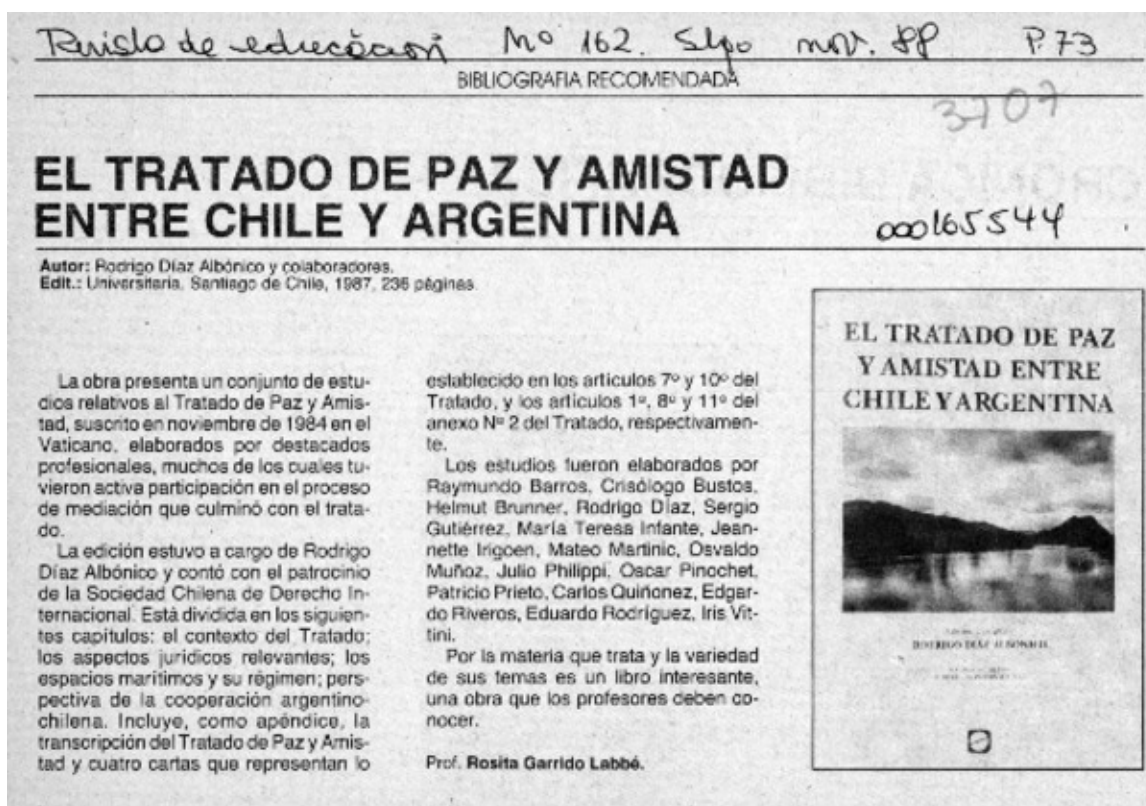 Revista de educación Nº 162. Stgo nov. 88 P. 73
BIBLIOGRAFIA RECOMENDADA
3707
EL TRATADO DE PAZ Y AMISTAD
ENTRE CHILE Y ARGENTINA
000165544
Autor: Rodrigo Díaz Albónico y colaboradores.
Edit.: Universitaria, Santiago de Chile, 1987, 236 páginas.
La obra presenta un conjunto de estu-
dios relativos al Tratado de Paz y Amis-
tad, suscrito en noviembre de 1984 en el
Vaticano, elaborados por destacados
profesionales, muchos de los cuales tu-
vieron activa participación en el proceso
de mediación que culminó con el trata-
do.
La edición estuvo a cargo de Rodrigo
Díaz Albónico y contó con el patrocinio
de la Sociedad Chilena de Derecho In-
ternacional. Está dividida en los siguien-
tes capítulos: el contexto del Tratado;
los aspectos jurídicos relevantes; los
espacios marítimos y su régimen; pers-
pectiva de la cooperación argentino-
chilena. Incluye, como apéndice, la
transcripción del Tratado de Paz y Amis-
tad y cuatro cartas que representan lo
establecido en los artículos 7º y 10º del
Tratado, y los artículos 1º, 8º y 11º del
anexo Nº 2 del Tratado, respectivamen-
te.
Los estudios fueron elaborados por
Raymundo Barros, Crisólogo Bustos,
Helmut Brunner, Rodrigo Díaz, Sergio
Gutiérrez, María Teresa Infante, Jean-
nette Irigoen, Mateo Martinic, Osvaldo
Muñoz, Julio Philippi, Oscar Pinochet,
Patricio Prieto, Carlos Quiñonez, Edgar-
do Riveros, Eduardo Rodríguez, Iris Vit-
tini.
Por la materia que trata y la variedad
de sus temas es un libro interesante,
una obra que los profesores deben co-
nocer.
Prof. Rosita Garrido Labbé.
EL TRATADO DE PAZ
Y AMISTAD ENTRE
CHILE Y ARGENTINA
RODRIGO DÍAZ ALBÓNICO